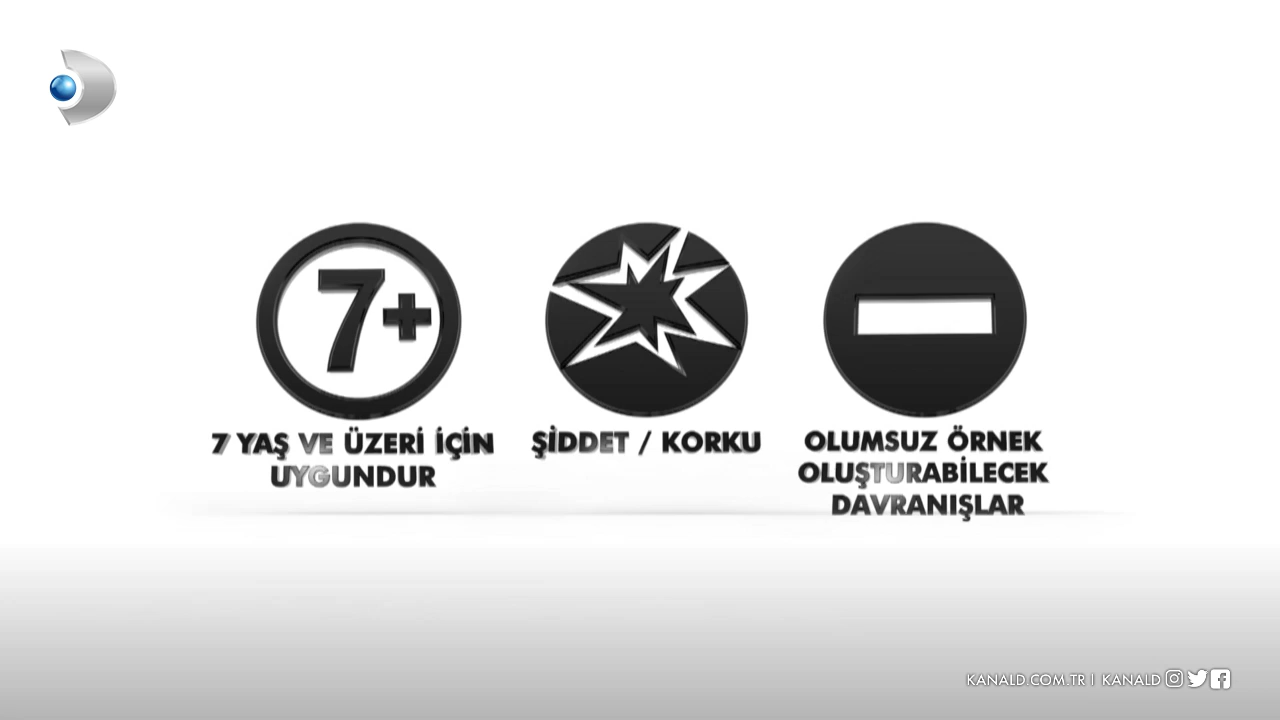 7+
7 YAŞ VE ÜZERİ İÇİN
UYGUNDUR
ŞİDDET / KORKU
OLUMSUZ ÖRNEK
OLUŞTURABİLECEK
DAVRANIŞLAR
KANALD.COM.TR | KANALD